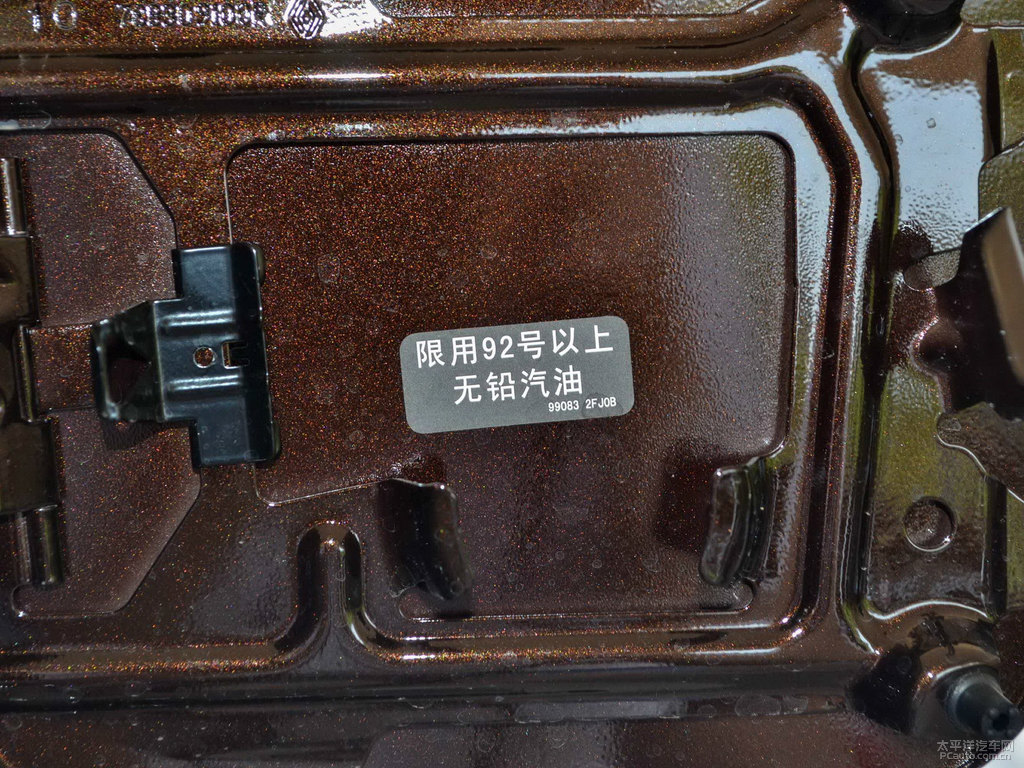 限用92号以上
无铅汽油
99083 2FJ0B
太平洋汽车网
PCauto.com.cn